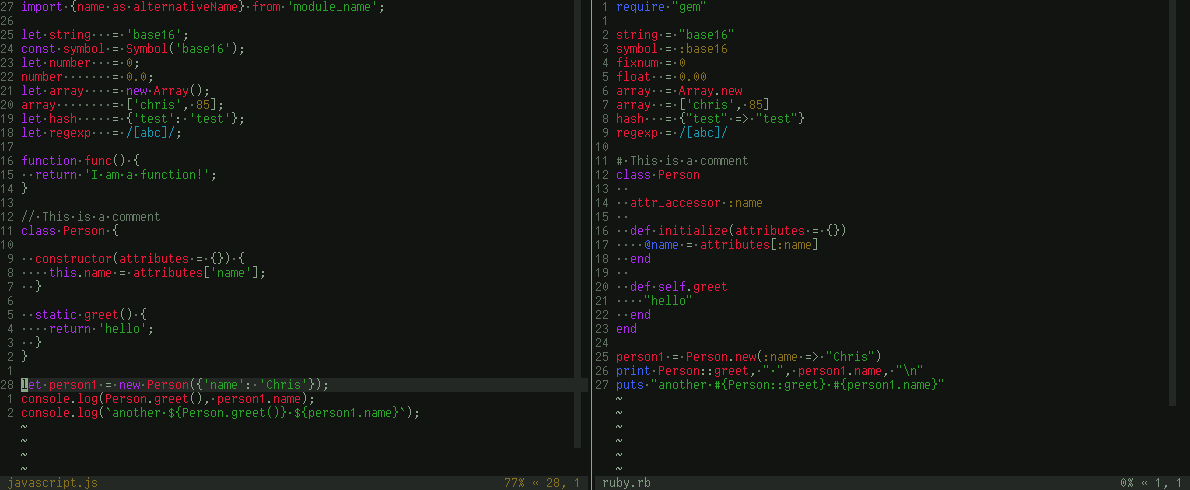 27 import·{name·as·alternativeName}·from·'module_name';
26
25 let·string···=·'base16';
24 const·symbol·=·Symbol('base16');
23 let·number···=·0;
22 number·······=·0.0;
21 let·array····=·new·Array();
20 array········=·['chris',·85];
19 let·hash·····=·{'test':·'test'};
18 let·regexp···=·/[abc]/;
17
16 function·func()·{
15 ··return·'I·am·a·function!';
14 }
13
12 //·This·is·a·comment
11 class·Person·{
10
9 ··constructor(attributes·=·{})·{
8 ····this.name·=·attributes['name'];
7 ··}
6
5 ··static·greet()·{
4 ····return·'hello';
3 ··}
2 }
1
28 let·person1·=·new·Person({'name':·'Chris'});
1 console.log(Person.greet(),·person1.name);
2 console.log(`another·${Person.greet()}·${person1.name}`);
~
~
~
~
javascript.js 77% « 28, 1
1 require·"gem"
1
2 string·=·"base16"
3 symbol·=·:base16
4 fixnum·=·0
5 float··=·0.00
6 array··=·Array.new
7 array··=·['chris',·85]
8 hash···=·{"test"·=>·"test"}
9 regexp·=·/[abc]/
10
11 #·This·is·a·comment
12 class·Person
13 ··
14 ··attr_accessor·:name
15 ··
16 ··def·initialize(attributes·=·{})
17 ····@name·=·attributes[:name]
18 ··end
19 ··
20 ··def·self.greet
21 ····"hello"
22 ··end
23 end
24
25 person1·=·Person.new(:name·=>·"Chris")
26 print·Person::greet,·"·",·person1.name,·"\n"
27 puts·"another·#{Person::greet}·#{person1.name}"
~
~
~
~
~
~
ruby.rb 0% « 1, 1